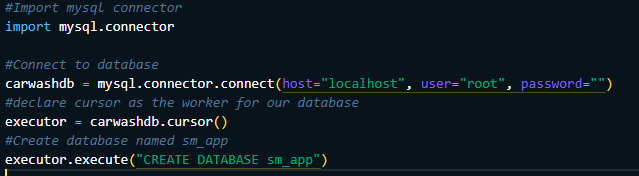 #Import mysql connector
import mysql.connector

#Connect to database
carwashdb = mysql.connector.connect(host="localhost", user="root", password="")
#declare cursor as the worker for our database
executor = carwashdb.cursor()
#Create database named sm_app
executor.execute("CREATE DATABASE sm_app")